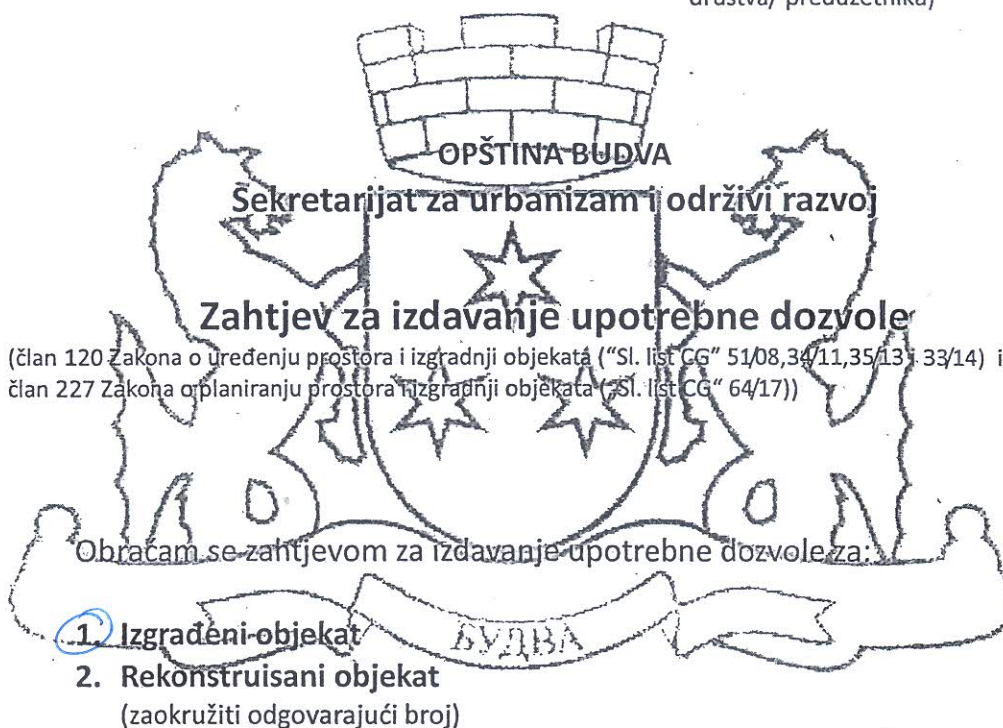 društva/ preduzetnika)
OPŠTINA BUDVA
Sekretarijat za urbanizam i održivi razvoj
Zahtjev za izdavanje upotrebne dozvole
(član 120 Zakona o uređenju prostora i izgradnji objekata (“Sl. list CG” 51/08,34/11,35/13 i 33/14) i
član 227 Zakona o planiranju prostora i izgradnji objekata (“Sl. list CG“ 64/17))
Obraćam se zahtjevom za izdavanje upotrebne dozvole za:
1. Izgrađeni objekat
БУДВА
2. Rekonstruisani objekat
(zaokružiti odgovarajući broj)